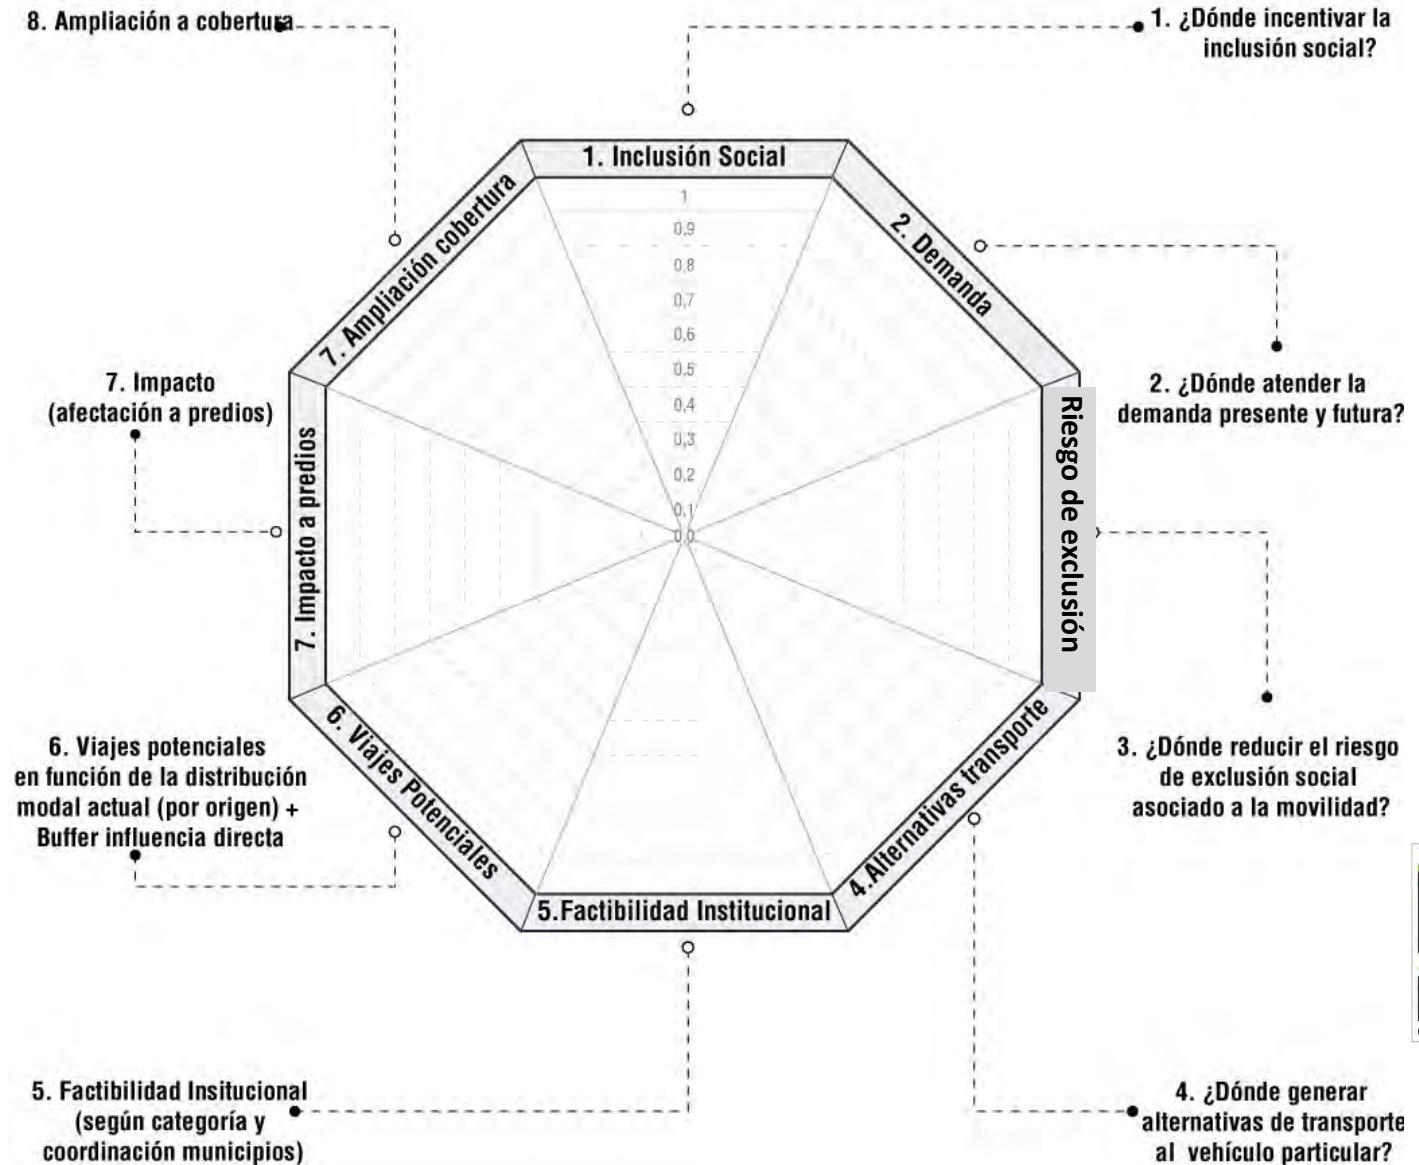 8. Ampliación a cobertura
1. ¿Dónde incentivar la
inclusión social?
1. Inclusión Social
2. Demanda
Riesgo de exclusión
4.Alternativas transporte
5.Factibilidad Institucional
6. Viajes Potenciales
7. Impacto a predios
7. Ampliación cobertura
1
0,9
0,8
0,7
0,6
0,5
0,4
0,3
0,2
0,1
0,0
2. ¿Dónde atender la
demanda presente y futura?
7. Impacto
(afectación a predios)
3. ¿Dónde reducir el riesgo
de exclusión social
asociado a la movilidad?
6. Viajes potenciales
en función de la distribución
modal actual (por origen) +
Buffer influencia directa
5. Factibilidad Insitucional
(según categoría y
coordinación municipios)
4. ¿Dónde generar
alternativas de transporte
al vehículo particular?